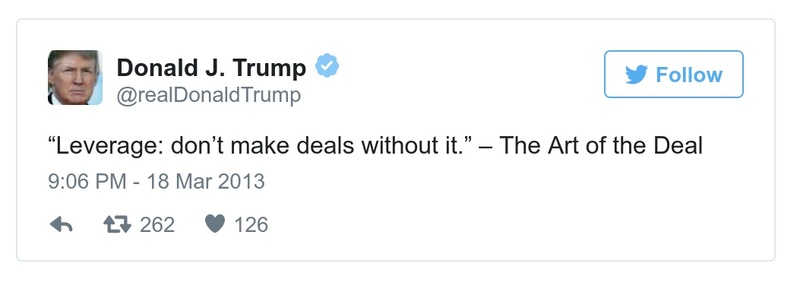 Donald J. Trump
@realDonaldTrump
Follow
“Leverage: don’t make deals without it.” – The Art of the Deal
9:06 PM - 18 Mar 2013
262 126